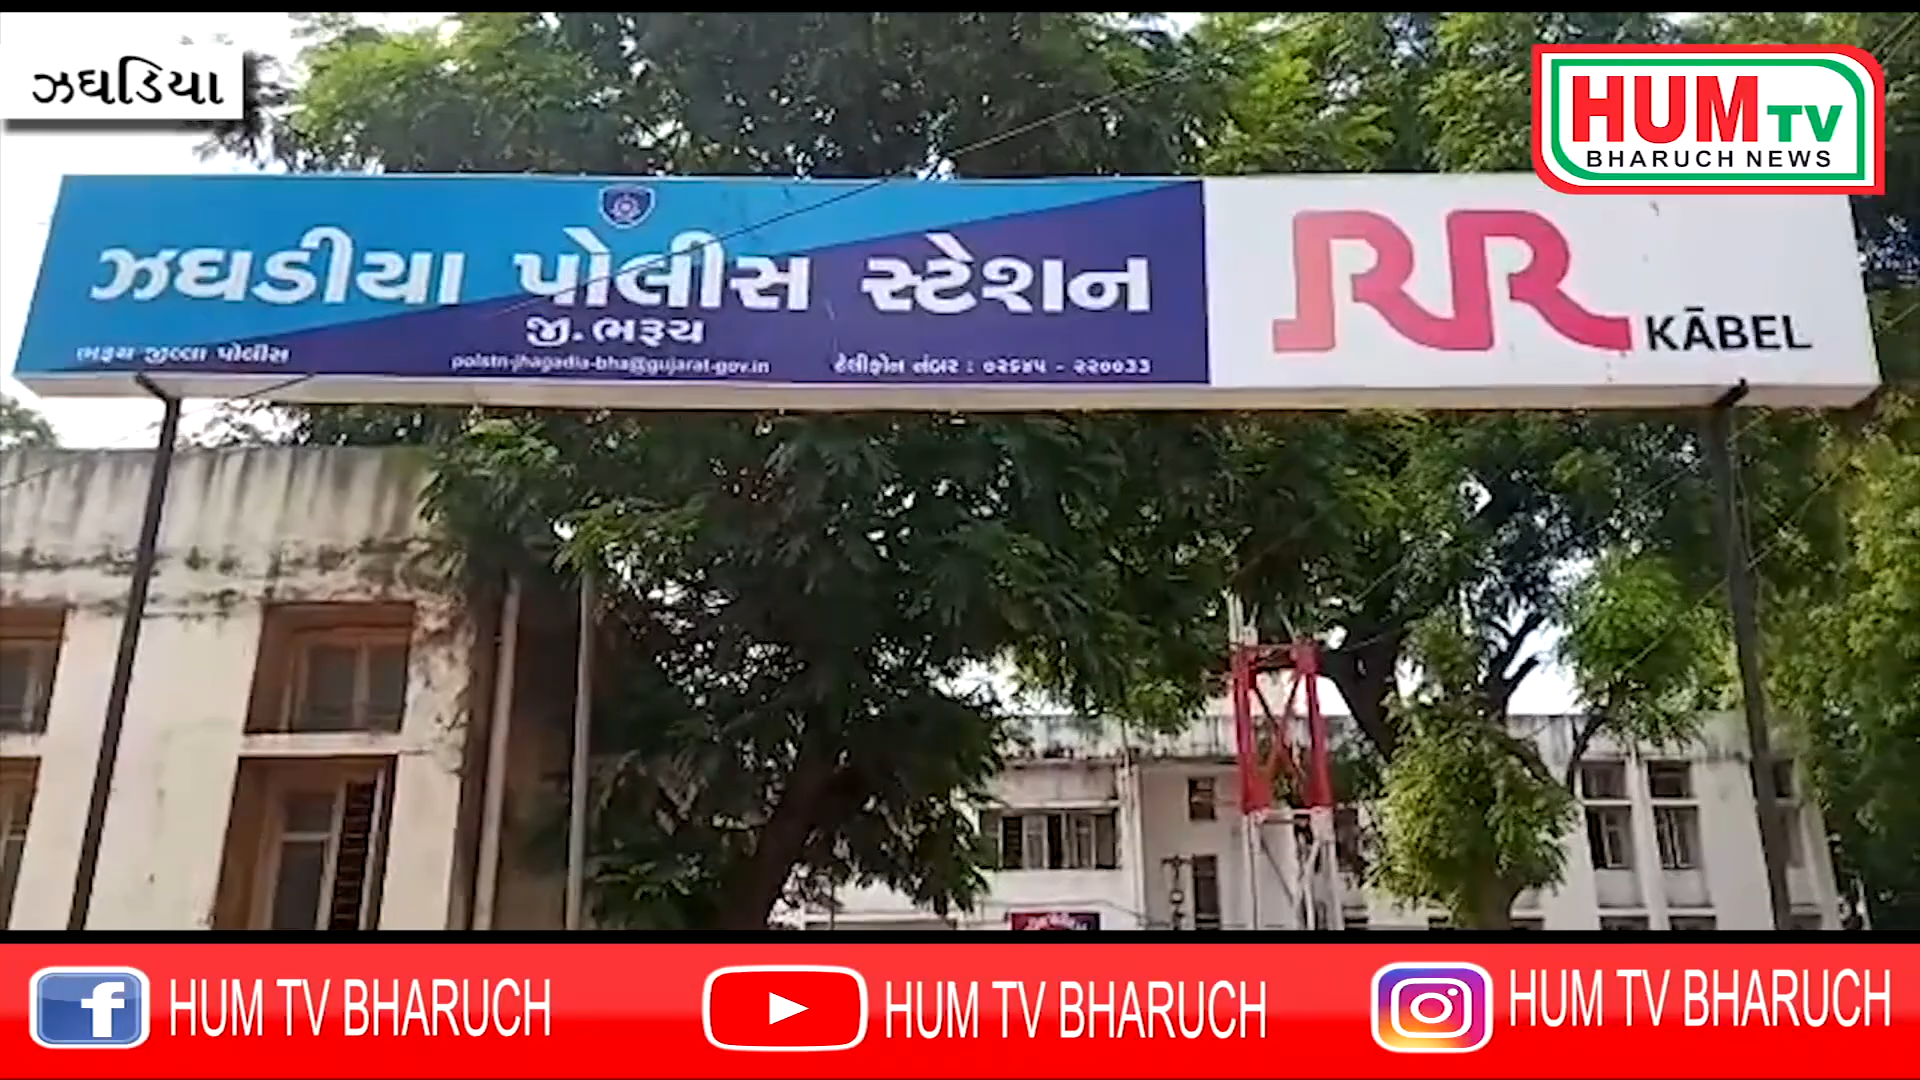 ઝઘડિયા
HUM TV
BHARUCH NEWS
ઝઘડીયા પોલીસ સ્ટેશન
જી. ભરૂચ
ભરૂચ જીલ્લા પોલીસ
polstn-jhagadia-bha@gujarat-gov.in
ટેલીફોન નંબર : ૦૨૬૪૫ - ૨૨૦૦૩૩
RR KĀBEL
HUM TV BHARUCH
HUM TV BHARUCH
HUM TV BHARUCH